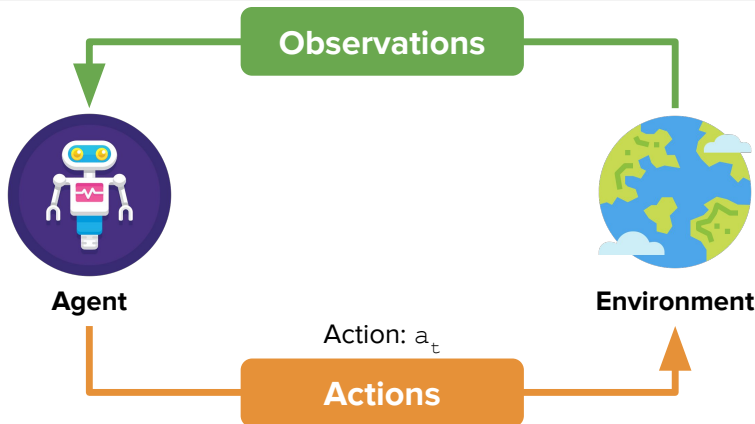 Observations
Agent
Environment
Action: a_t
Actions